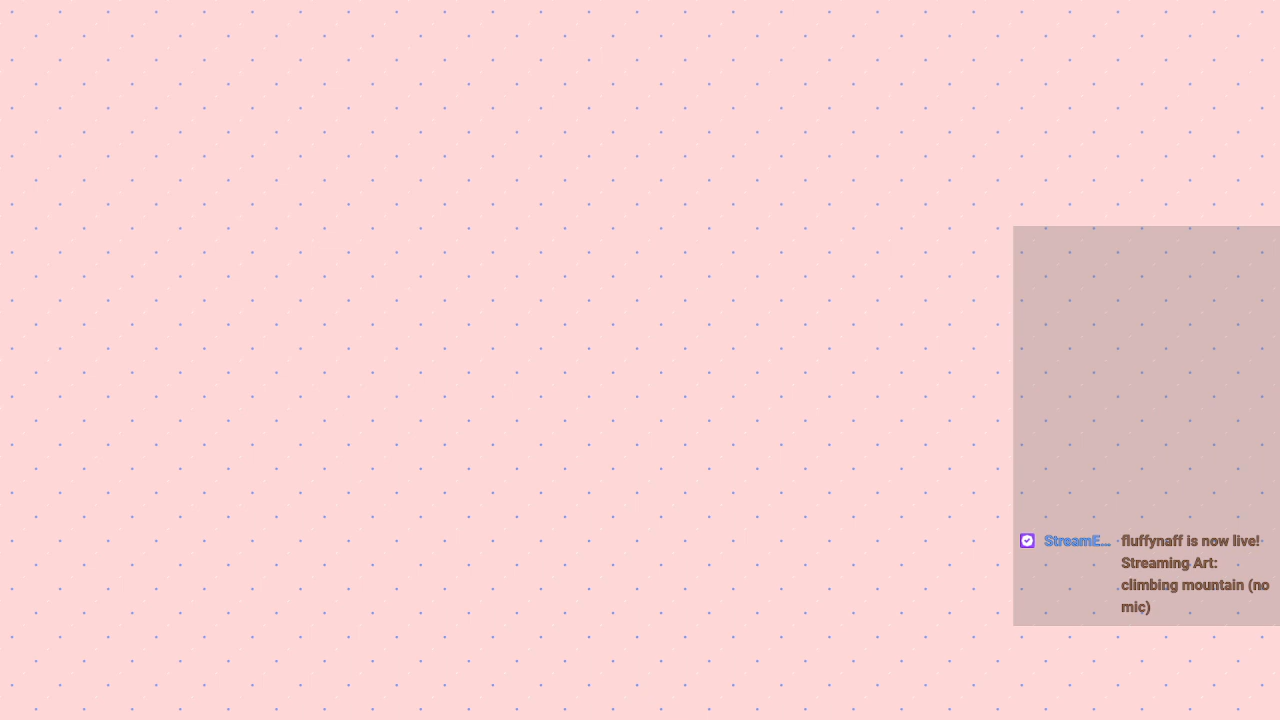 StreamE... fluffynaff is now live!
Streaming Art:
climbing mountain (no
mic)